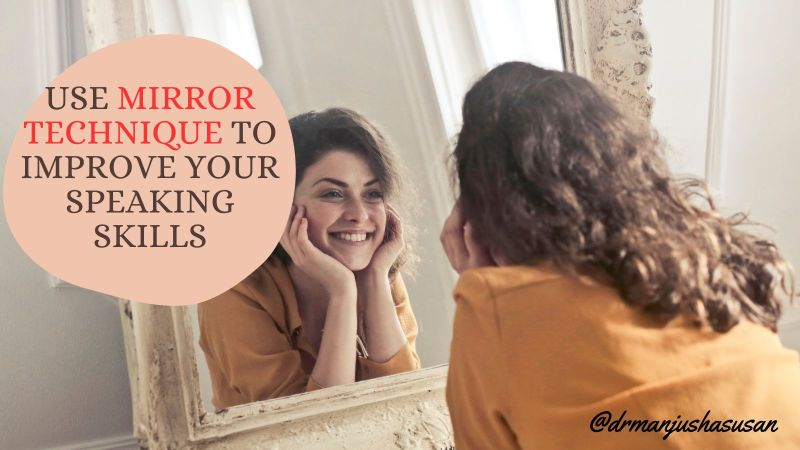 USE MIRROR
TECHNIQUE TO
IMPROVE YOUR
SPEAKING
SKILLS
@drmanjushasusan